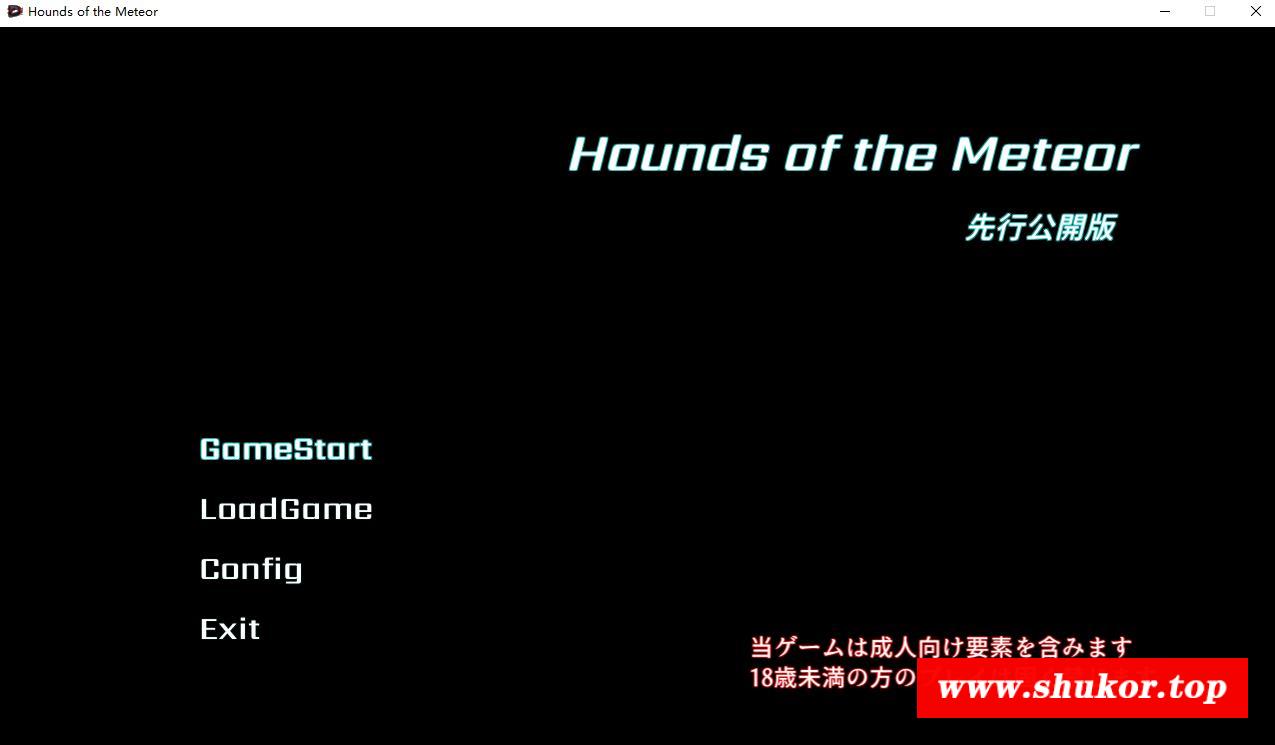 Hounds of the Meteor
Hounds of the Meteor
先行公開版
GameStart
LoadGame
Config
Exit
当ゲームは成人向け要素を含みます
18歳未満の方の
www.shukor.top